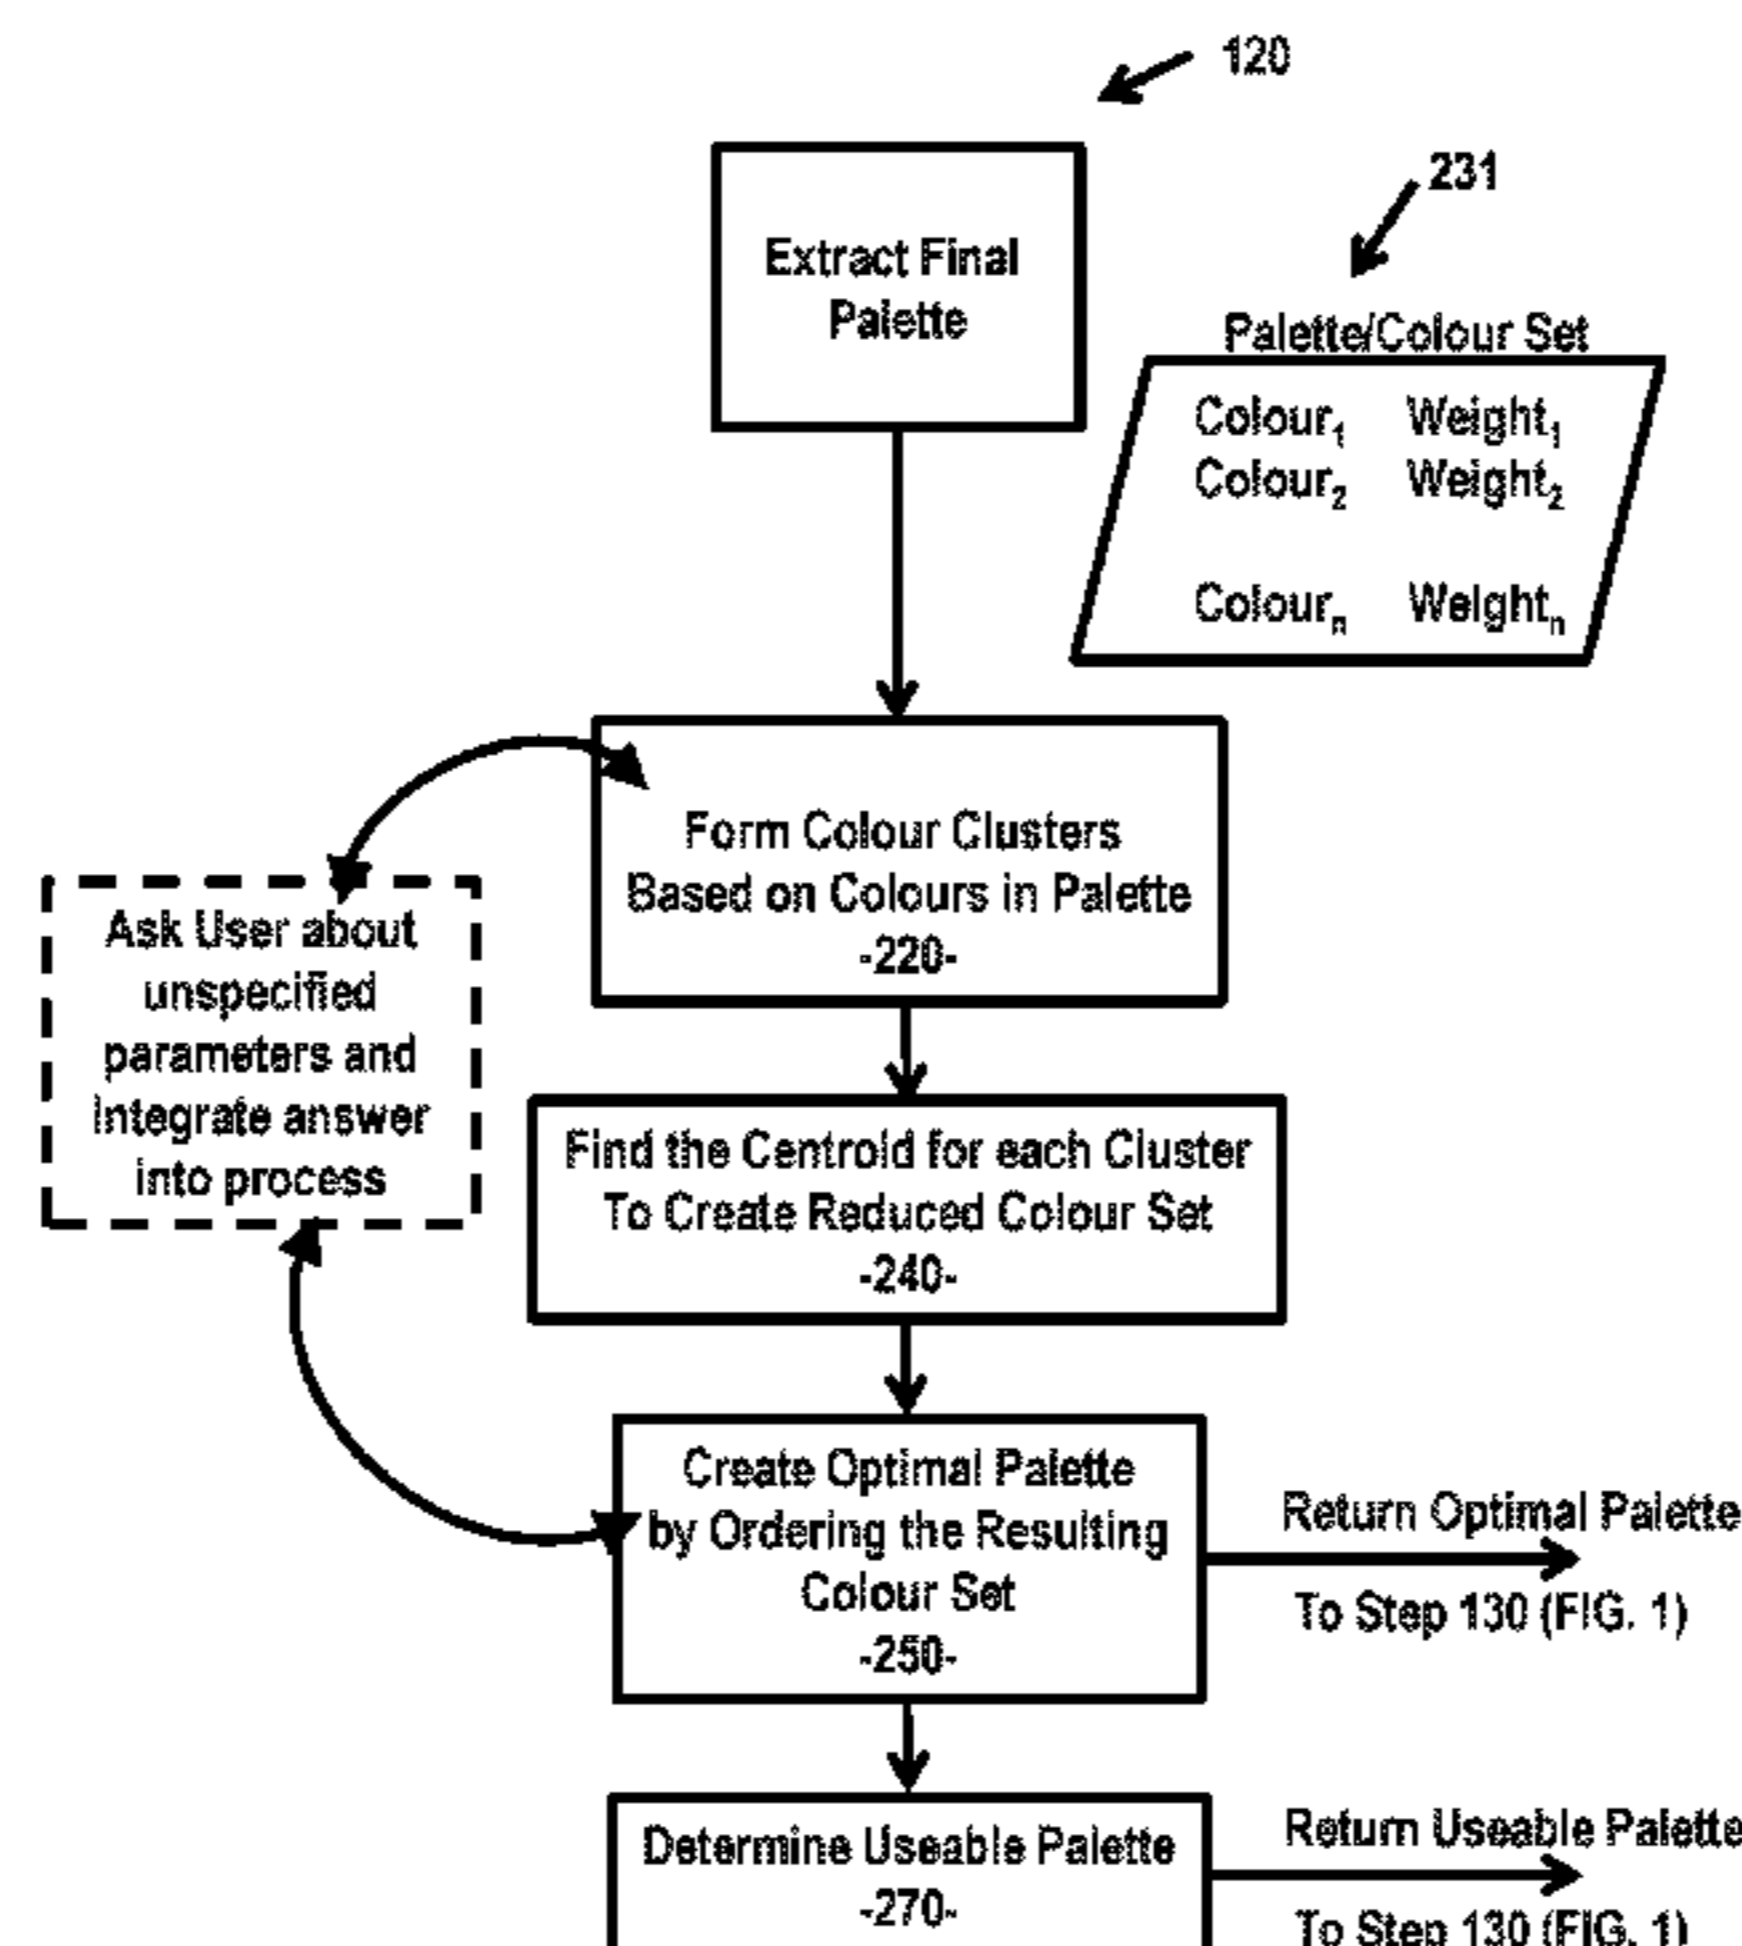 120
231
Extract Final
Palette
Palette/Colour Set
Colour₁ Weight₁
Colour₂ Weight₂
Colourₙ Weightₙ
Form Colour Clusters
Based on Colours in Palette
-220-
Ask User about
unspecified
parameters and
integrate answer
into process
Find the Centroid for each Cluster
To Create Reduced Colour Set
-240-
Create Optimal Palette
by Ordering the Resulting
Colour Set
-250-
Return Optimal Palette
To Step 130 (FIG. 1)
Determine Useable Palette
-270-
Return Useable Palette
To Step 130 (FIG. 1)